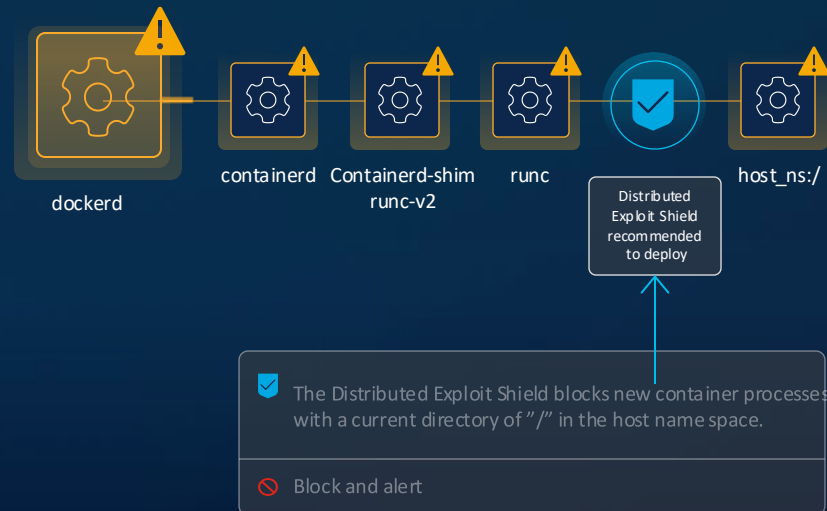 dockerd
containerd
Containerd-shim
runc-v2
runc
host_ns:/
Distributed
Exploit Shield
recommended
to deploy
The Distributed Exploit Shield blocks new container processes
with a current directory of ”/” in the host name space.
Block and alert